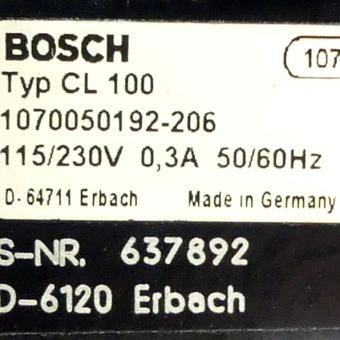 BOSCH
107
Typ CL 100
1070050192-206
115/230V 0,3A 50/60Hz
D-64711 Erbach Made in Germany
S-NR. 637892
D-6120 Erbach